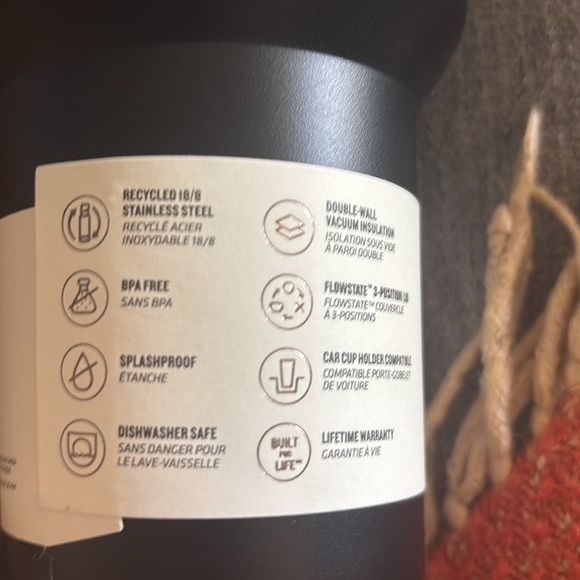 RECYCLED 18/8
STAINLESS STEEL
RECYCLÉ ACIER
INOXYDABLE 18/8
BPA FREE
SANS BPA
SPLASHPROOF
ÉTANCHE
DISHWASHER SAFE
SANS DANGER POUR
LE LAVE-VAISSELLE
DOUBLE-WALL
VACUUM INSULATION
ISOLATION SOUS VIDE
À PAROI DOUBLE
FLOWSTATE™ 3-POSITION LID
FLOWSTATE™ COUVERCLE
À 3-POSITIONS
CAR CUP HOLDER COMPATIBLE
COMPATIBLE PORTE-GOBELET
DE VOITURE
BUILT
FOR
LIFE™
LIFETIME WARRANTY
GARANTIE À VIE